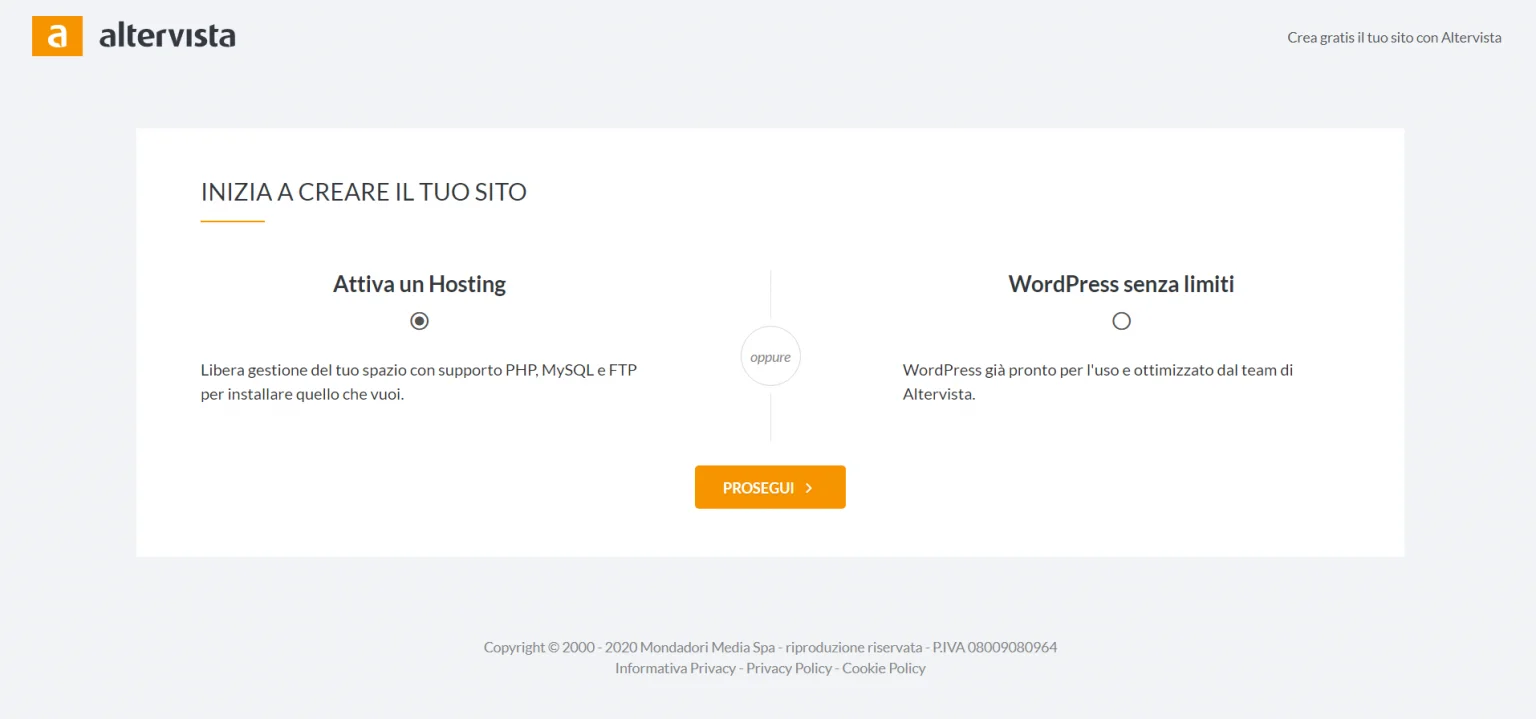 a altervista
Crea gratis il tuo sito con Altervista
INIZIA A CREARE IL TUO SITO
Attiva un Hosting
Libera gestione del tuo spazio con supporto PHP, MySQL e FTP
per installare quello che vuoi.
oppure
WordPress senza limiti
WordPress già pronto per l'uso e ottimizzato dal team di
Altervista.
PROSEGUI
Copyright © 2000 - 2020 Mondadori Media Spa - riproduzione riservata - P.IVA 08009080964
Informativa Privacy - Privacy Policy - Cookie Policy